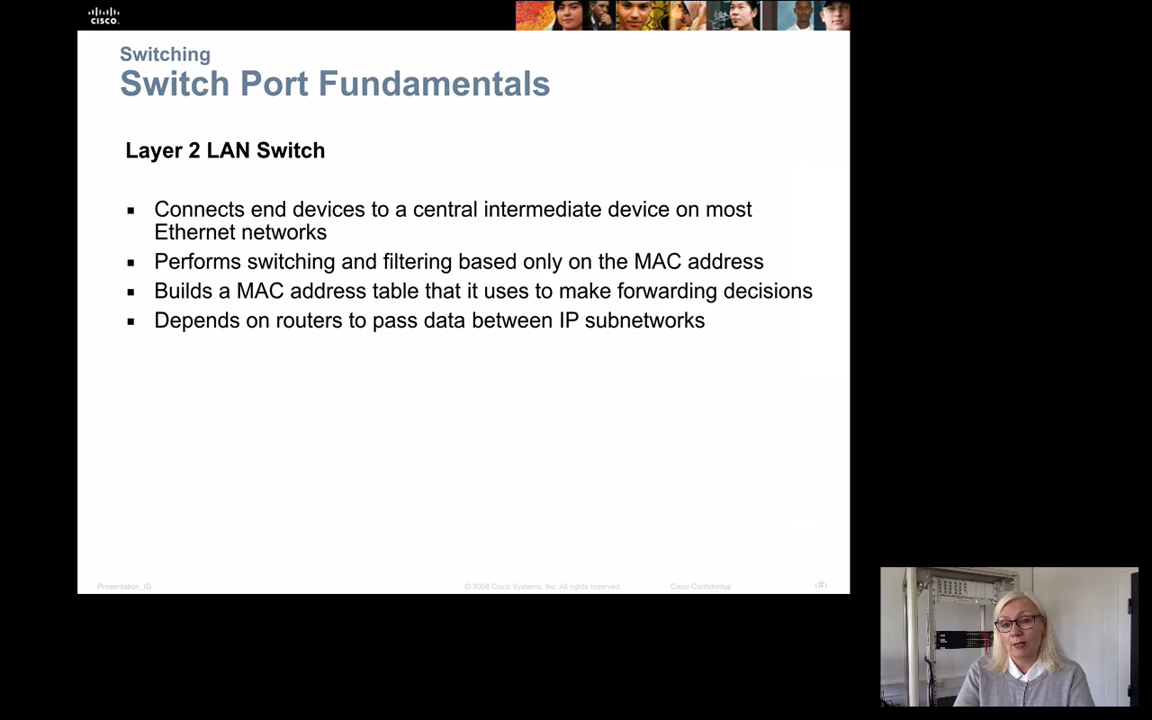 CISCO
Switching
Switch Port Fundamentals
Layer 2 LAN Switch
▪ Connects end devices to a central intermediate device on most
Ethernet networks
▪ Performs switching and filtering based only on the MAC address
▪ Builds a MAC address table that it uses to make forwarding decisions
▪ Depends on routers to pass data between IP subnetworks
Presentation_ID
© 2008 Cisco Systems, Inc. All rights reserved.
Cisco Confidential